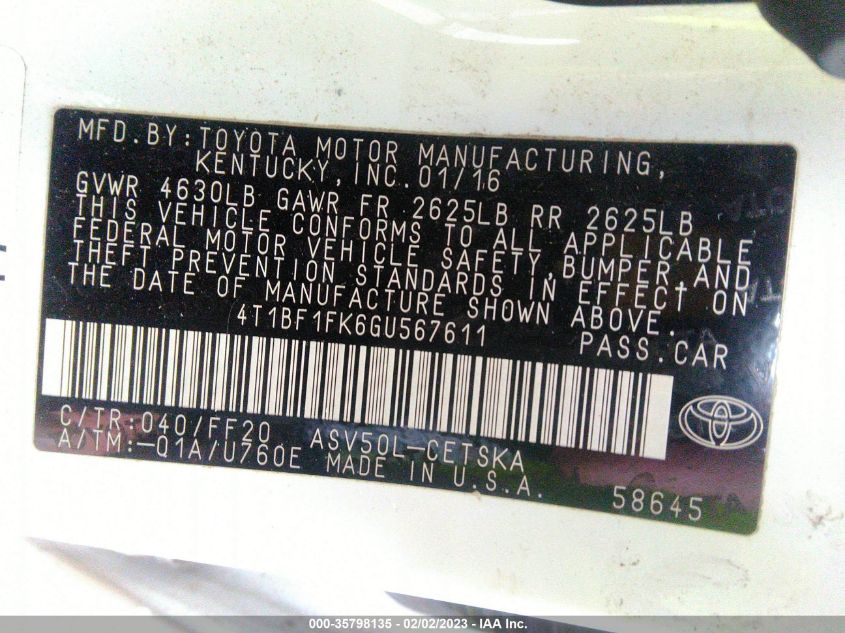 MFD. BY: TOYOTA MOTOR MANUFACTURING,
KENTUCKY, INC. 01/16
GVWR 4630LB GAWR FR 2625LB RR 2625LB
THIS VEHICLE CONFORMS TO ALL APPLICABLE
FEDERAL MOTOR VEHICLE SAFETY, BUMPER, AND
THEFT PREVENTION STANDARDS IN EFFECT ON
THE DATE OF MANUFACTURE SHOWN ABOVE.
4T1BF1FK6GU567611 PASS. CAR
C/TR: 040/FF20 ASV50L-CETSKA
A/TM: -01A/U760E MADE IN U.S.A. 58645
000-35798135 - 02/02/2023 - IAA Inc.